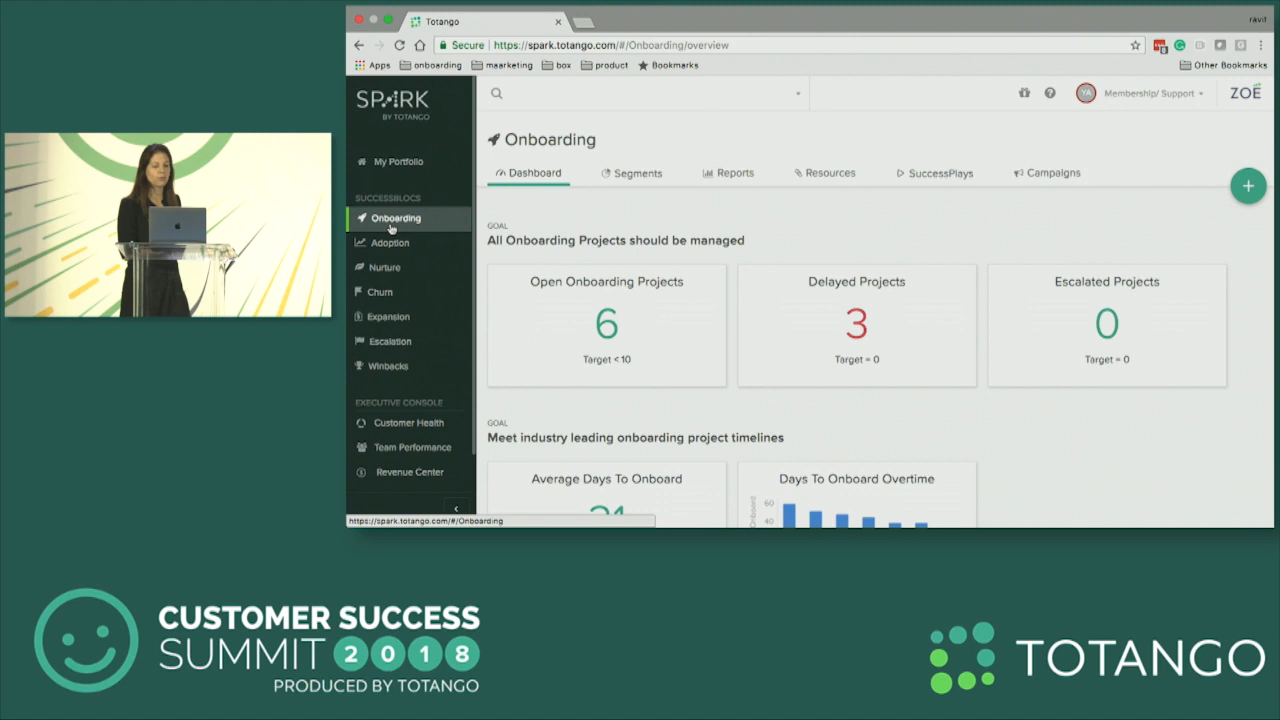 Totango
ravit
Secure
https://spark.totango.com/#/Onboarding/overview
Apps
onboarding
maarketing
box
product
Bookmarks
Other Bookmarks
SPARK
BY TOTANGO
Membership/ Support
ZOE
My Portfolio
SUCCESSBLOCS
Onboarding
Adoption
Nurture
Churn
Expansion
Escalation
Winbacks
EXECUTIVE CONSOLE
Customer Health
Team Performance
Revenue Center
https://spark.totango.com/#/Onboarding
Onboarding
Dashboard
Segments
Reports
Resources
SuccessPlays
Campaigns
GOAL
All Onboarding Projects should be managed
Open Onboarding Projects
6
Target < 10
Delayed Projects
3
Target = 0
Escalated Projects
0
Target = 0
GOAL
Meet industry leading onboarding project timelines
Average Days To Onboard
Days To Onboard Overtime
60
40
CUSTOMER SUCCESS
SUMMIT 2018
PRODUCED BY TOTANGO
TOTANGO